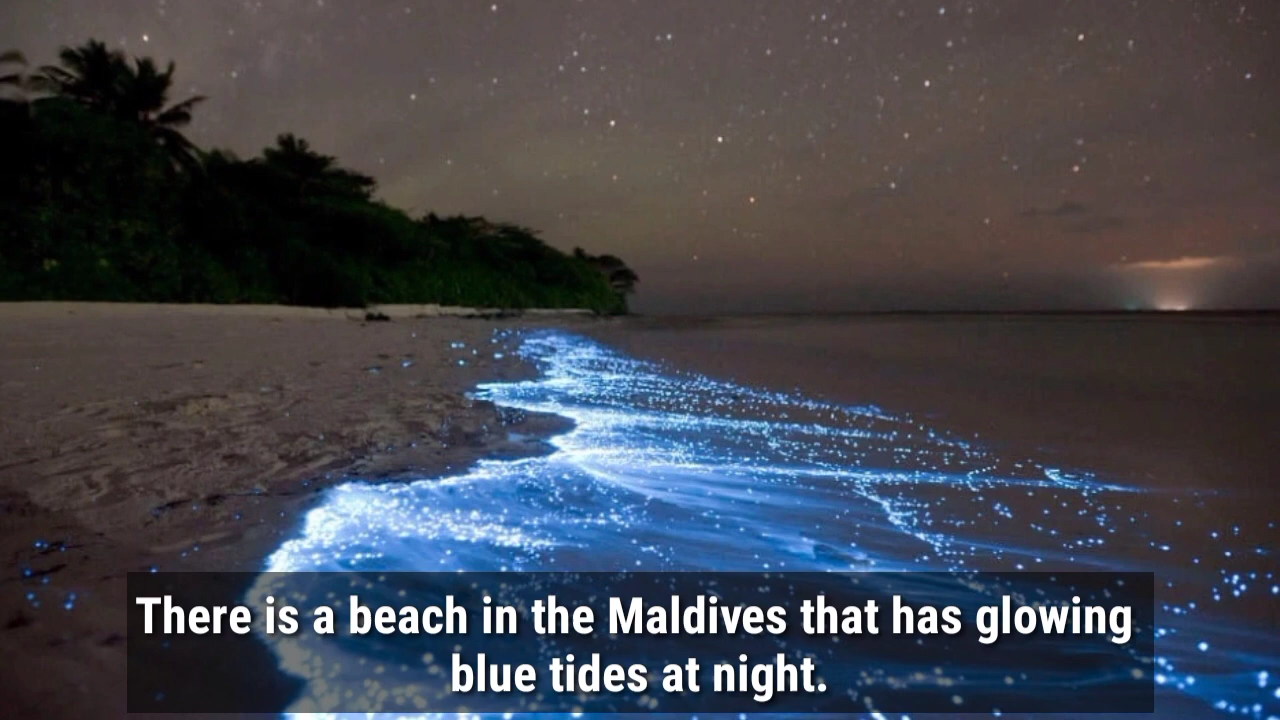 There is a beach in the Maldives that has glowing
blue tides at night.